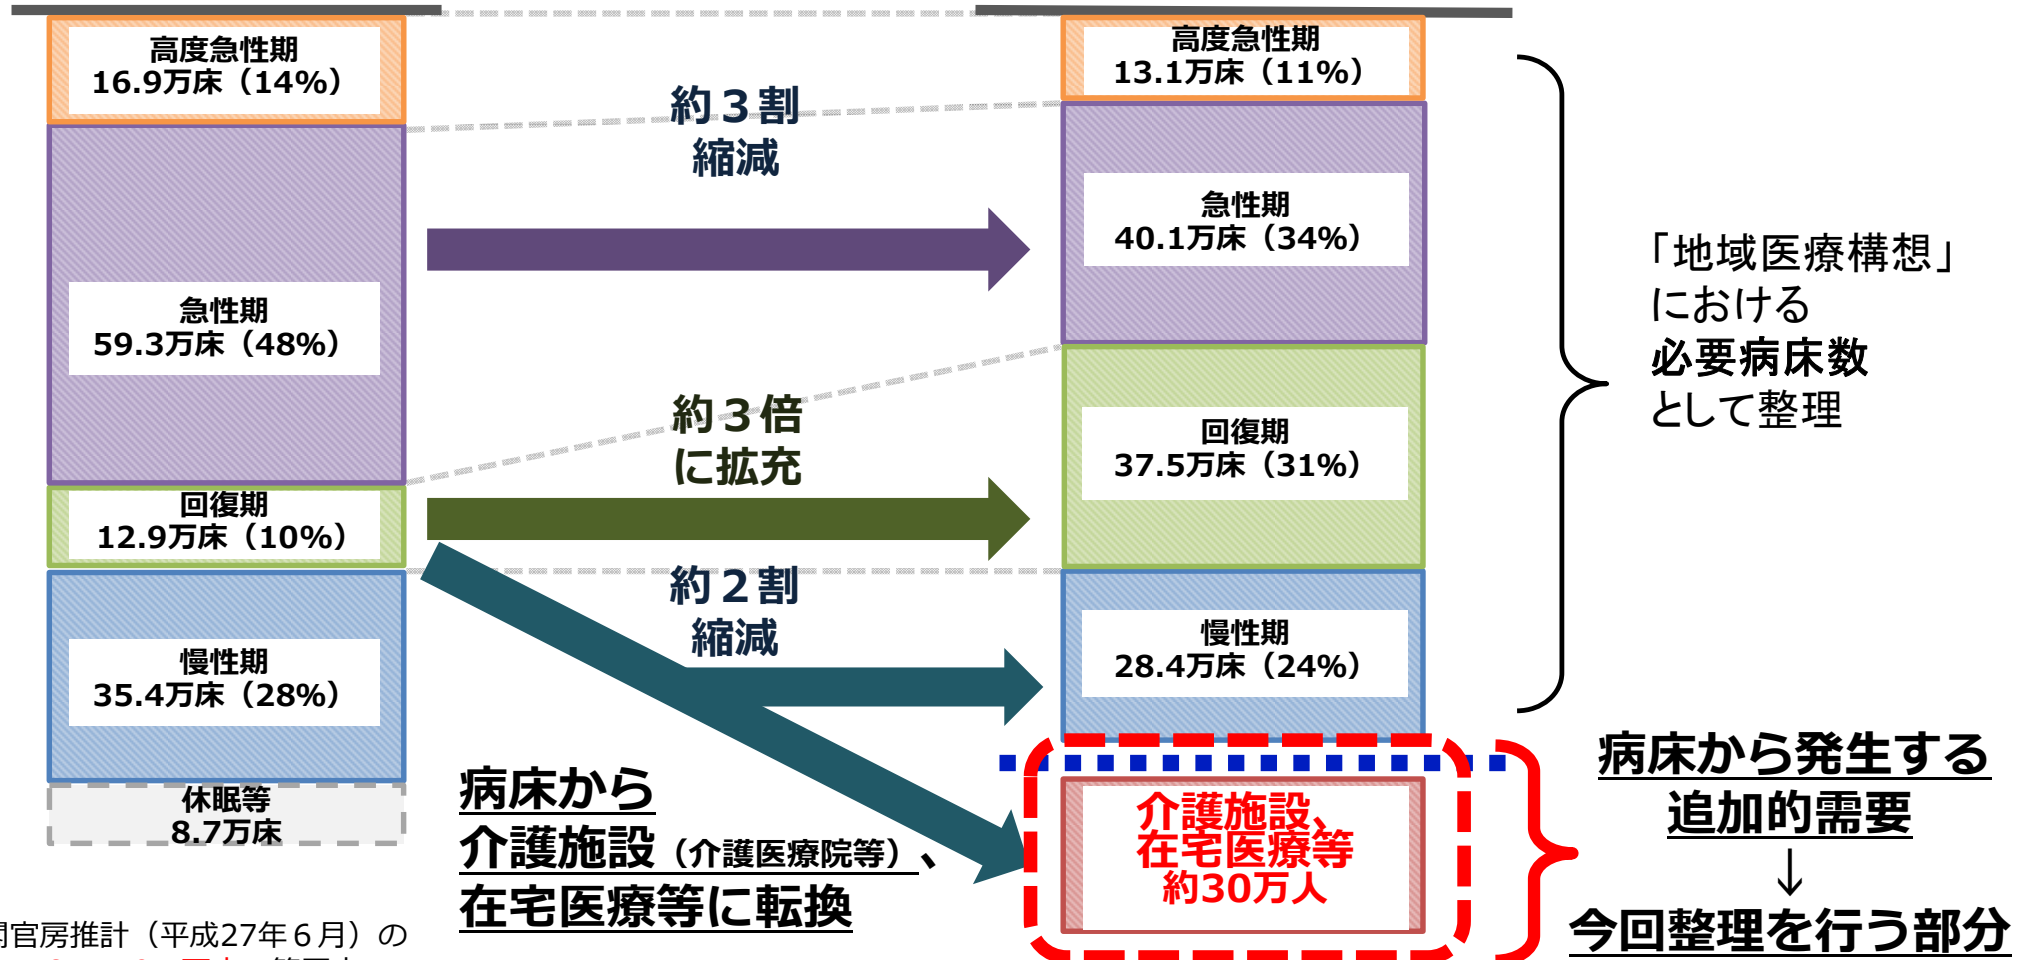 高度急性期
16.9万床（14%）
急性期
59.3万床（48%）
回復期
12.9万床（10%）
慢性期
35.4万床（28%）
休眠等
8.7万床
約３割
縮減
約３倍
に拡充
約２割
縮減
病床から
介護施設（介護医療院等）、
在宅医療等に転換
高度急性期
13.1万床（11%）
急性期
40.1万床（34%）
回復期
37.5万床（31%）
慢性期
28.4万床（24%）
介護施設、
在宅医療等
約30万人
「地域医療構想」
における
必要病床数
として整理
病床から発生する
追加的需要
↓
今回整理を行う部分
官房推計（平成27年６月）の